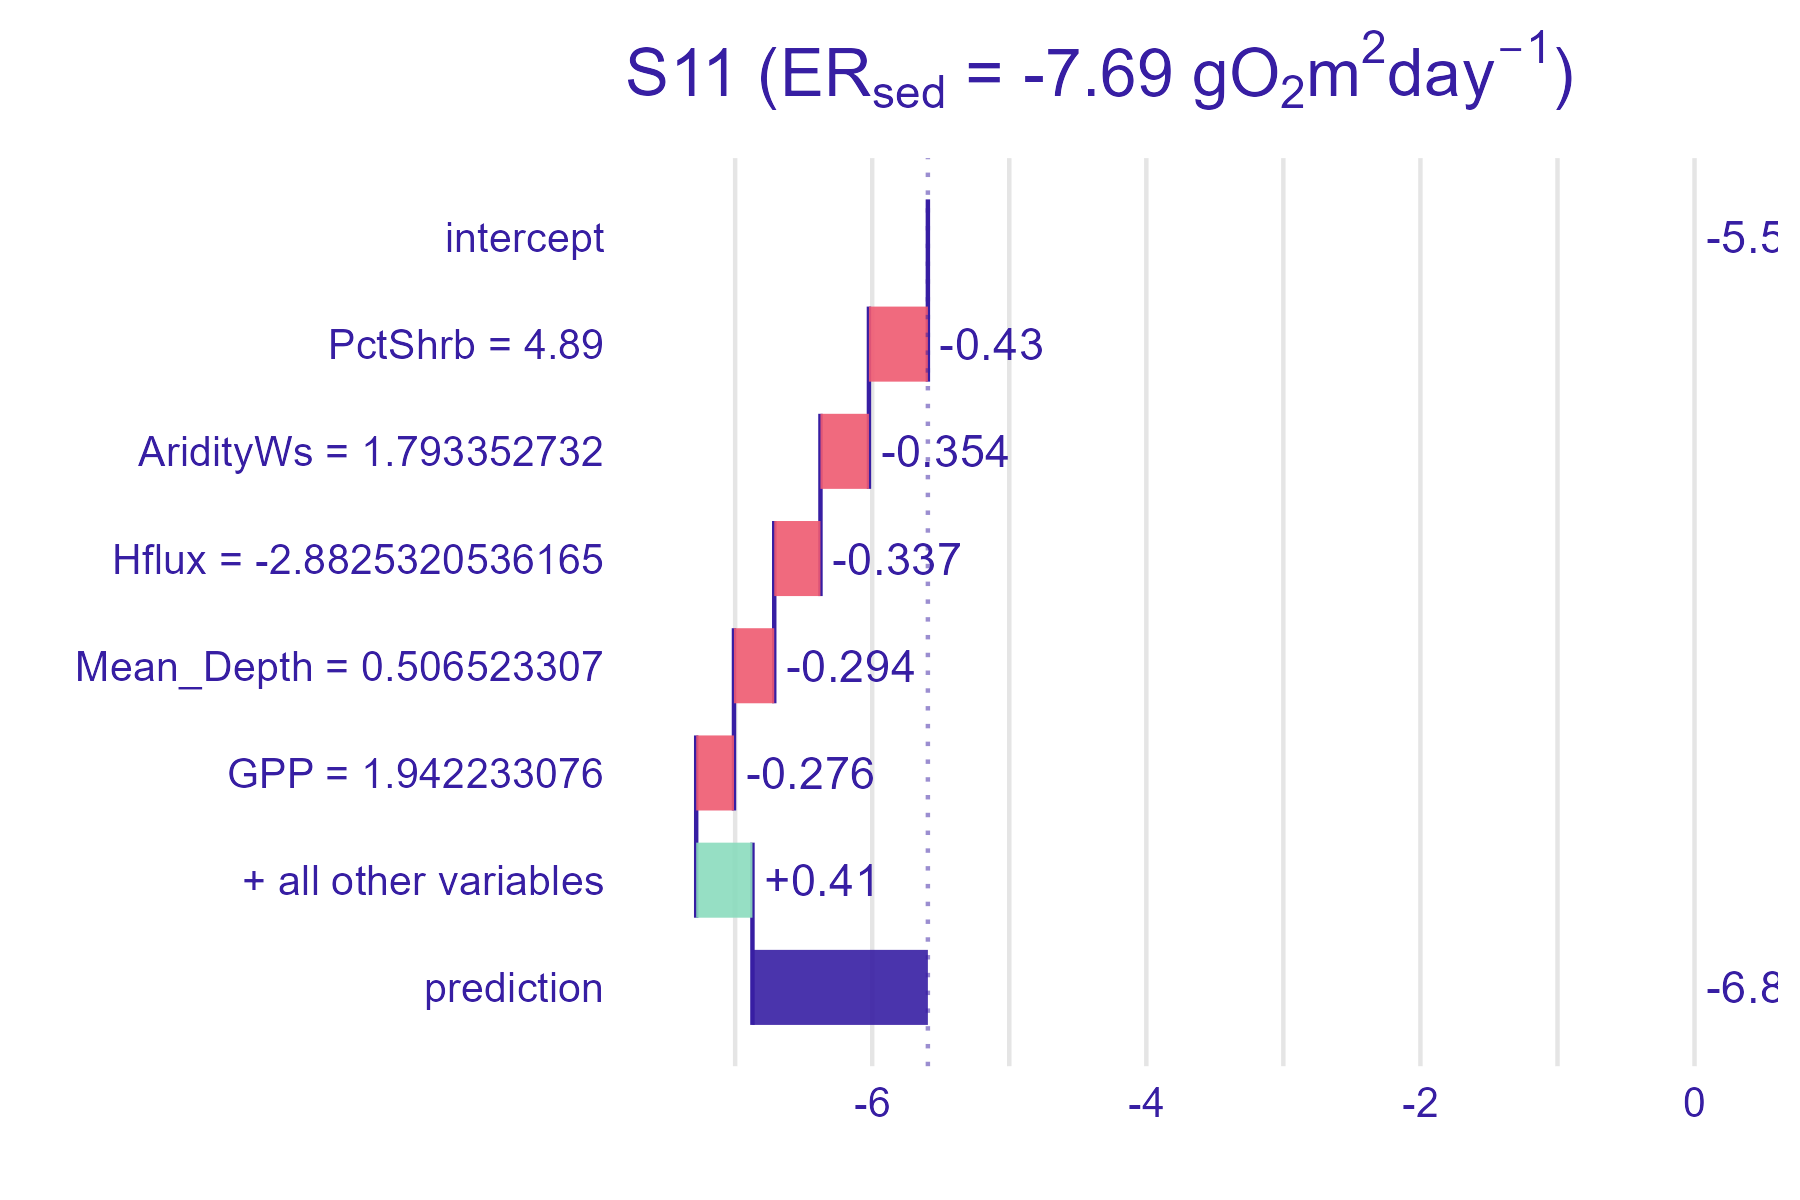 S11 (ERsed = -7.69 gO₂m²day⁻¹)
intercept
-5.5
PctShrb = 4.89
-0.43
AridityWs = 1.793352732
-0.354
Hflux = -2.8825320536165
-0.337
Mean_Depth = 0.506523307
-0.294
GPP = 1.942233076
-0.276
+ all other variables
+0.41
prediction
-6.8
-6 -4 -2 0